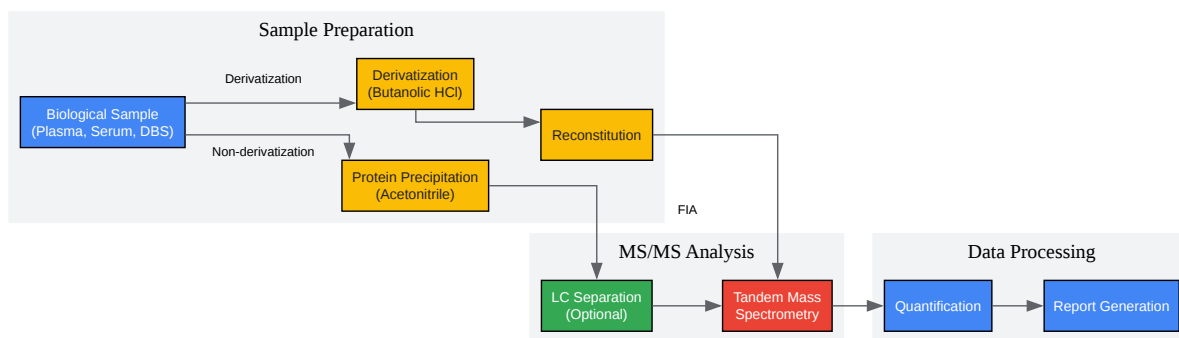 Sample Preparation
Derivatization
Derivatization
(Butanolic HCl)
Biological Sample
(Plasma, Serum, DBS)
Reconstitution
Non-derivatization
Protein Precipitation
(Acetonitrile)
FIA
MS/MS Analysis
Data Processing
LC Separation
(Optional)
Tandem Mass
Spectrometry
Quantification
Report Generation